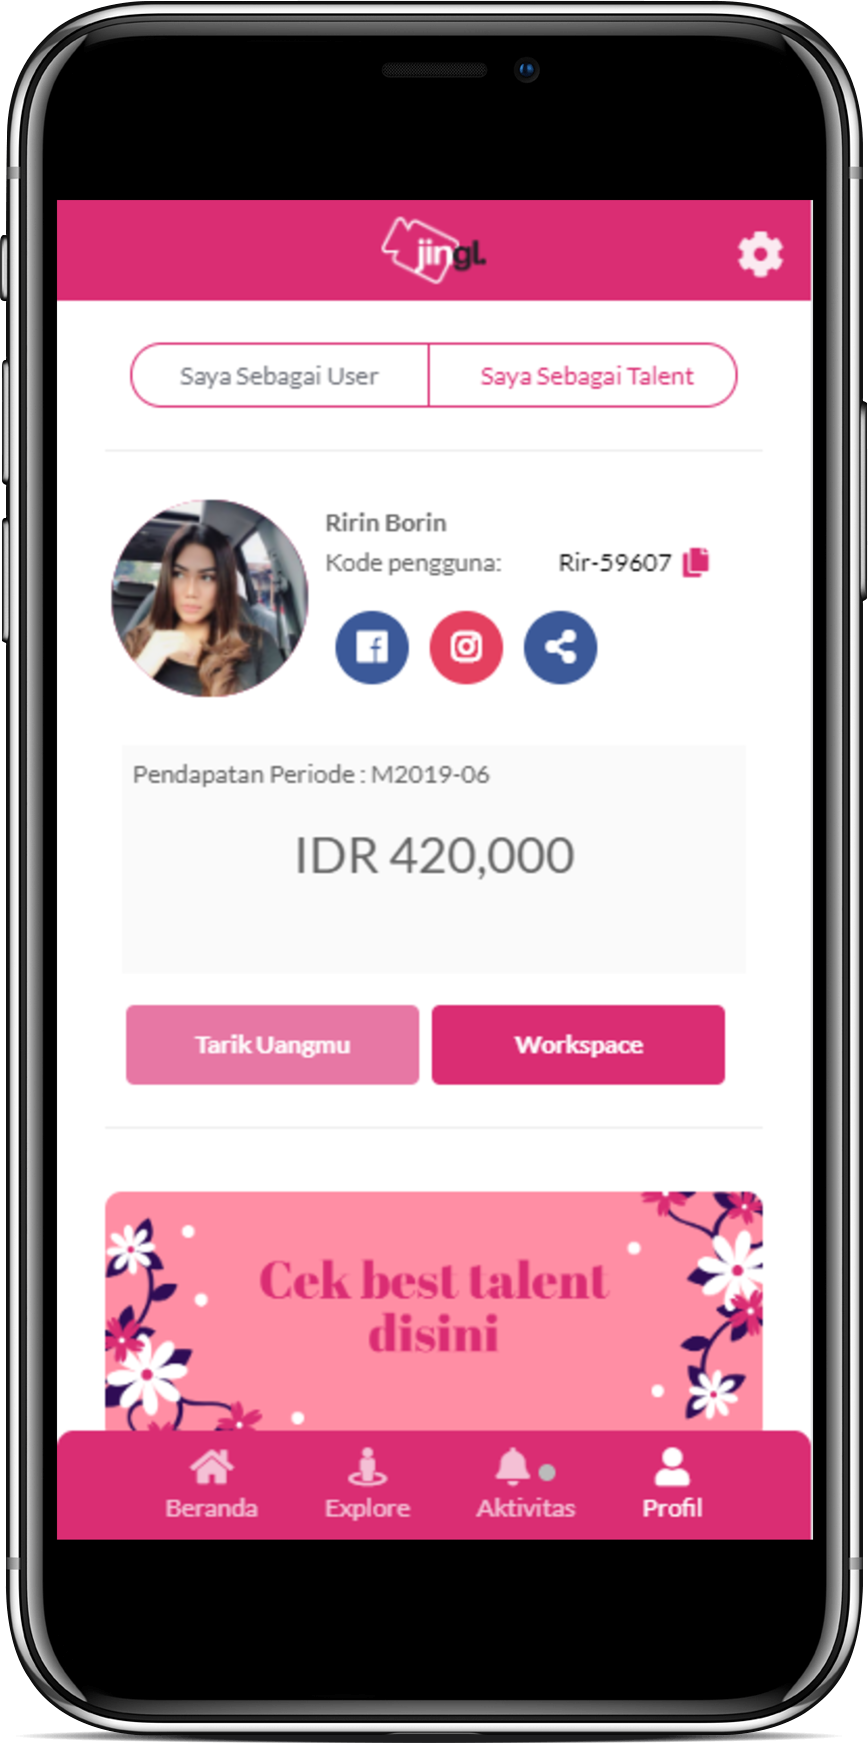 jingl.
Saya Sebagai User
Saya Sebagai Talent
Ririn Borin
Kode pengguna: Rir-59607
Pendapatan Periode : M2019-06
IDR 420,000
Tarik Uangmu
Workspace
Cek best talent
disini
Beranda
Explore
Aktivitas
Profil